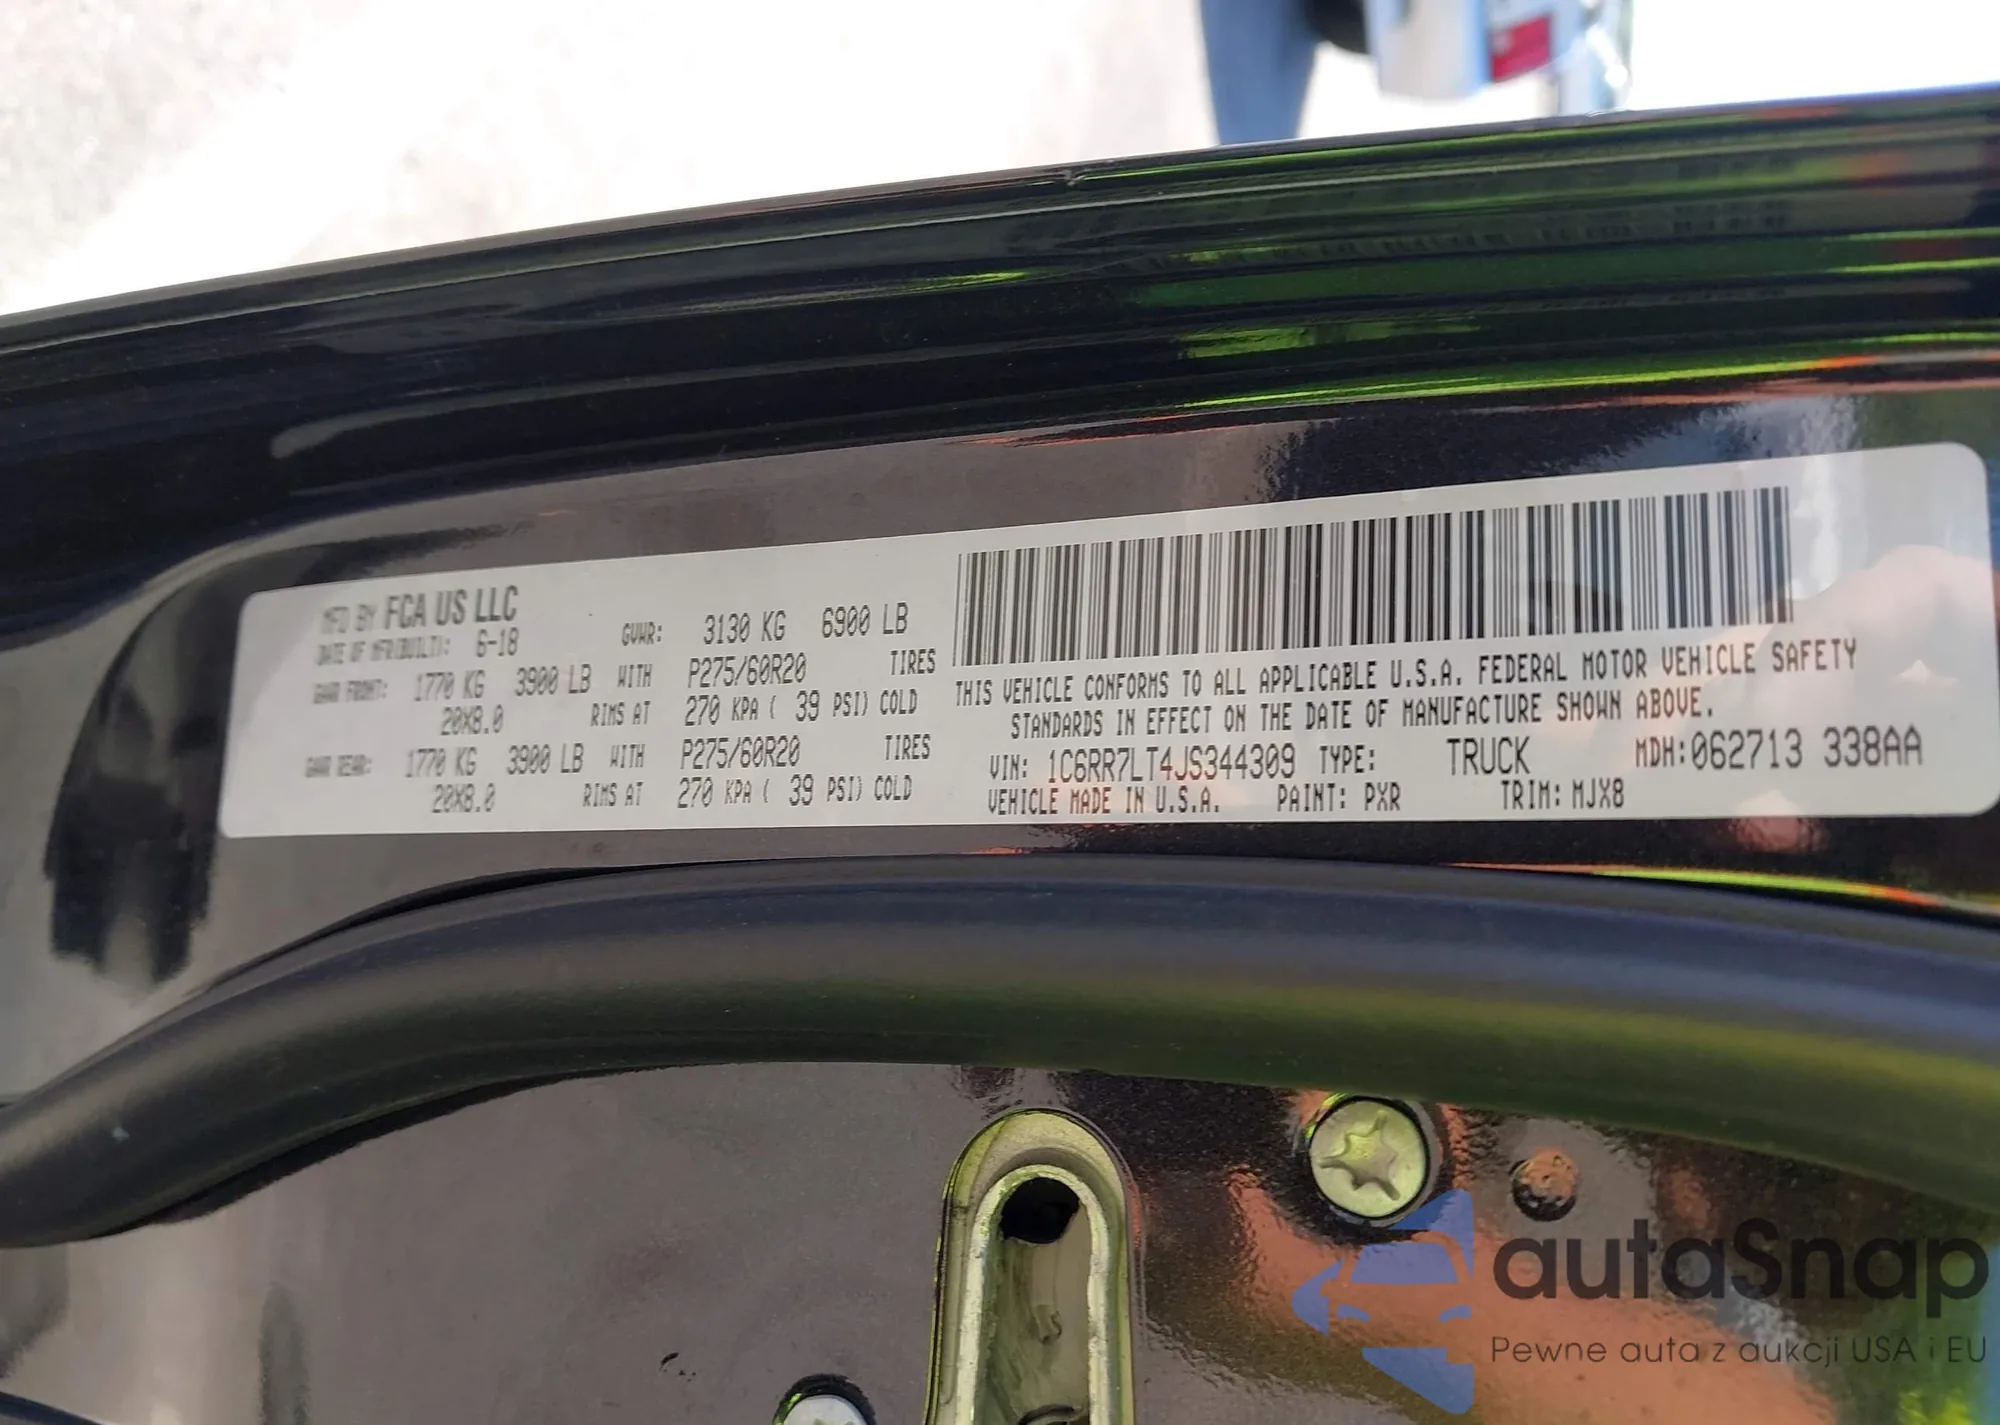 MFD BY FCA US LLC
DATE OF MFR(BUILT): 6-18 GVWR: 3130 KG 6900 LB
GAWR FRONT: 1770 KG 3900 LB WITH P275/60R20 TIRES
20X8.0 RIMS AT 270 KPA ( 39 PSI) COLD
GAWR REAR: 1770 KG 3900 LB WITH P275/60R20 TIRES
20X8.0 RIMS AT 270 KPA ( 39 PSI) COLD
THIS VEHICLE CONFORMS TO ALL APPLICABLE U.S.A. FEDERAL MOTOR VEHICLE SAFETY
STANDARDS IN EFFECT ON THE DATE OF MANUFACTURE SHOWN ABOVE.
VIN: 1C6RR7LT4JS344309 TYPE: TRUCK MDH:062713 338AA
VEHICLE MADE IN U.S.A. PAINT: PXR TRIM: MJX8
autaSnap
Pewne auta z aukcji USA i EU